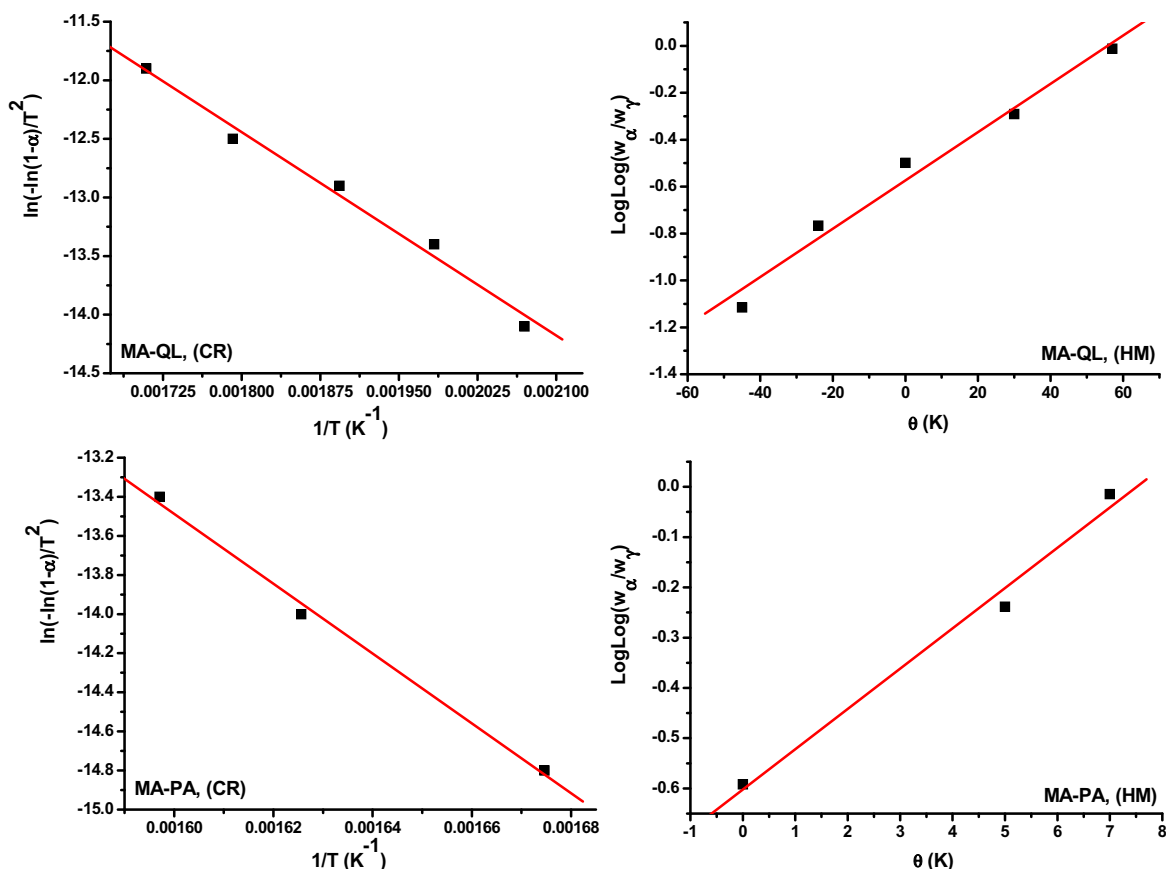 ln(-ln(1-α)/T²)
-11.5
-12.0
-12.5
-13.0
-13.5
-14.0
-14.5
MA-QL, (CR)
0.001725 0.001800 0.001875 0.001950 0.002025 0.002100
1/T (K⁻¹)
LogLog(w_α/w_γ)
0.0
-0.2
-0.4
-0.6
-0.8
-1.0
-1.2
-1.4
MA-QL, (HM)
-60 -40 -20 0 20 40 60
θ (K)
ln(-ln(1-α)/T²)
-13.2
-13.4
-13.6
-13.8
-14.0
-14.2
-14.4
-14.6
-14.8
-15.0
MA-PA, (CR)
0.00160 0.00162 0.00164 0.00166 0.00168
1/T (K⁻¹)
LogLog(w_α/w_γ)
0.0
-0.1
-0.2
-0.3
-0.4
-0.5
-0.6
MA-PA, (HM)
-1 0 1 2 3 4 5 6 7 8
θ (K)